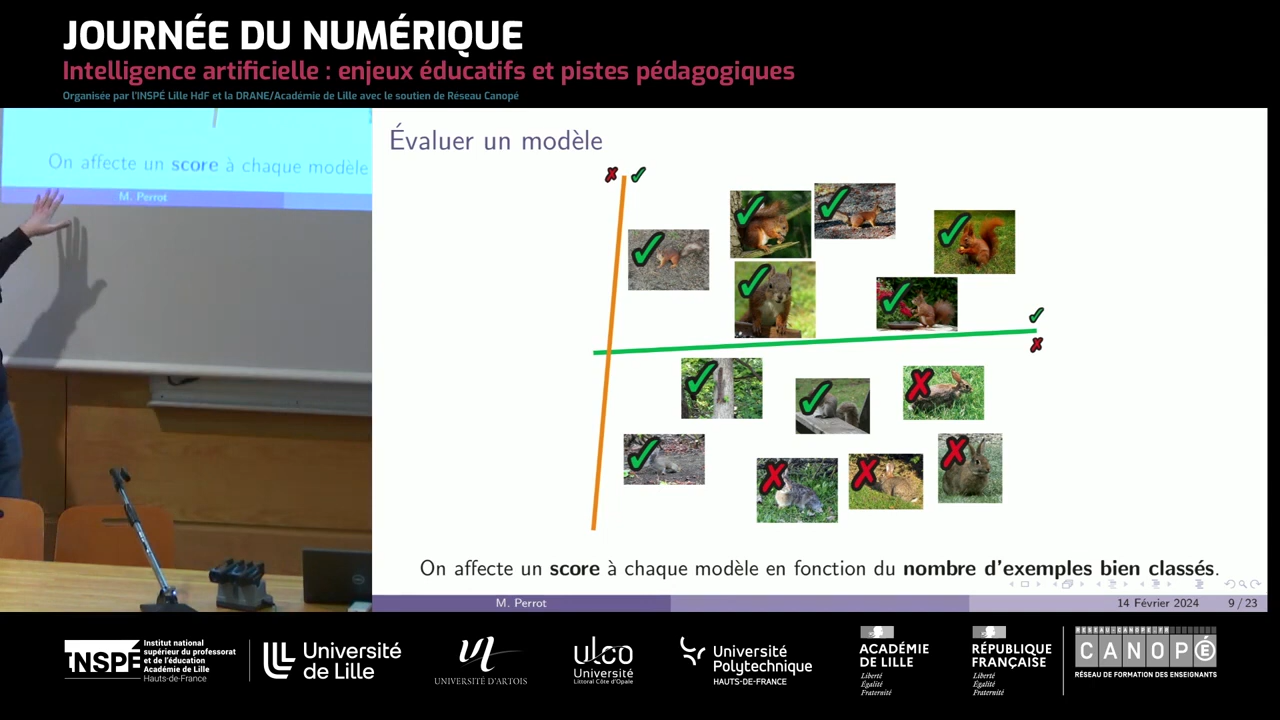 JOURNÉE DU NUMÉRIQUE
Intelligence artificielle : enjeux éducatifs et pistes pédagogiques
Organisée par l'INSPÉ Lille HdF et la DRANE/Académie de Lille avec le soutien de Réseau Canopé
On affecte un score à chaque modèle
M. Perrot
Évaluer un modèle
On affecte un score à chaque modèle en fonction du nombre d'exemples bien classés.
M. Perrot
14 Février 2024
9 / 23
INSPÉ
Institut national
supérieur du professorat
et de l'éducation
Académie de Lille
Hauts-de-France
Université
de Lille
UNIVERSITÉ D'ARTOIS
ulco
Université
Littoral Côte d'Opale
Université
Polytechnique
HAUTS-DE-FRANCE
ACADÉMIE
DE LILLE
Liberté
Égalité
Fraternité
RÉPUBLIQUE
FRANÇAISE
Liberté
Égalité
Fraternité
RESEAU-CANOPE.FR
CANOPÉ
RÉSEAU DE FORMATION DES ENSEIGNANTS